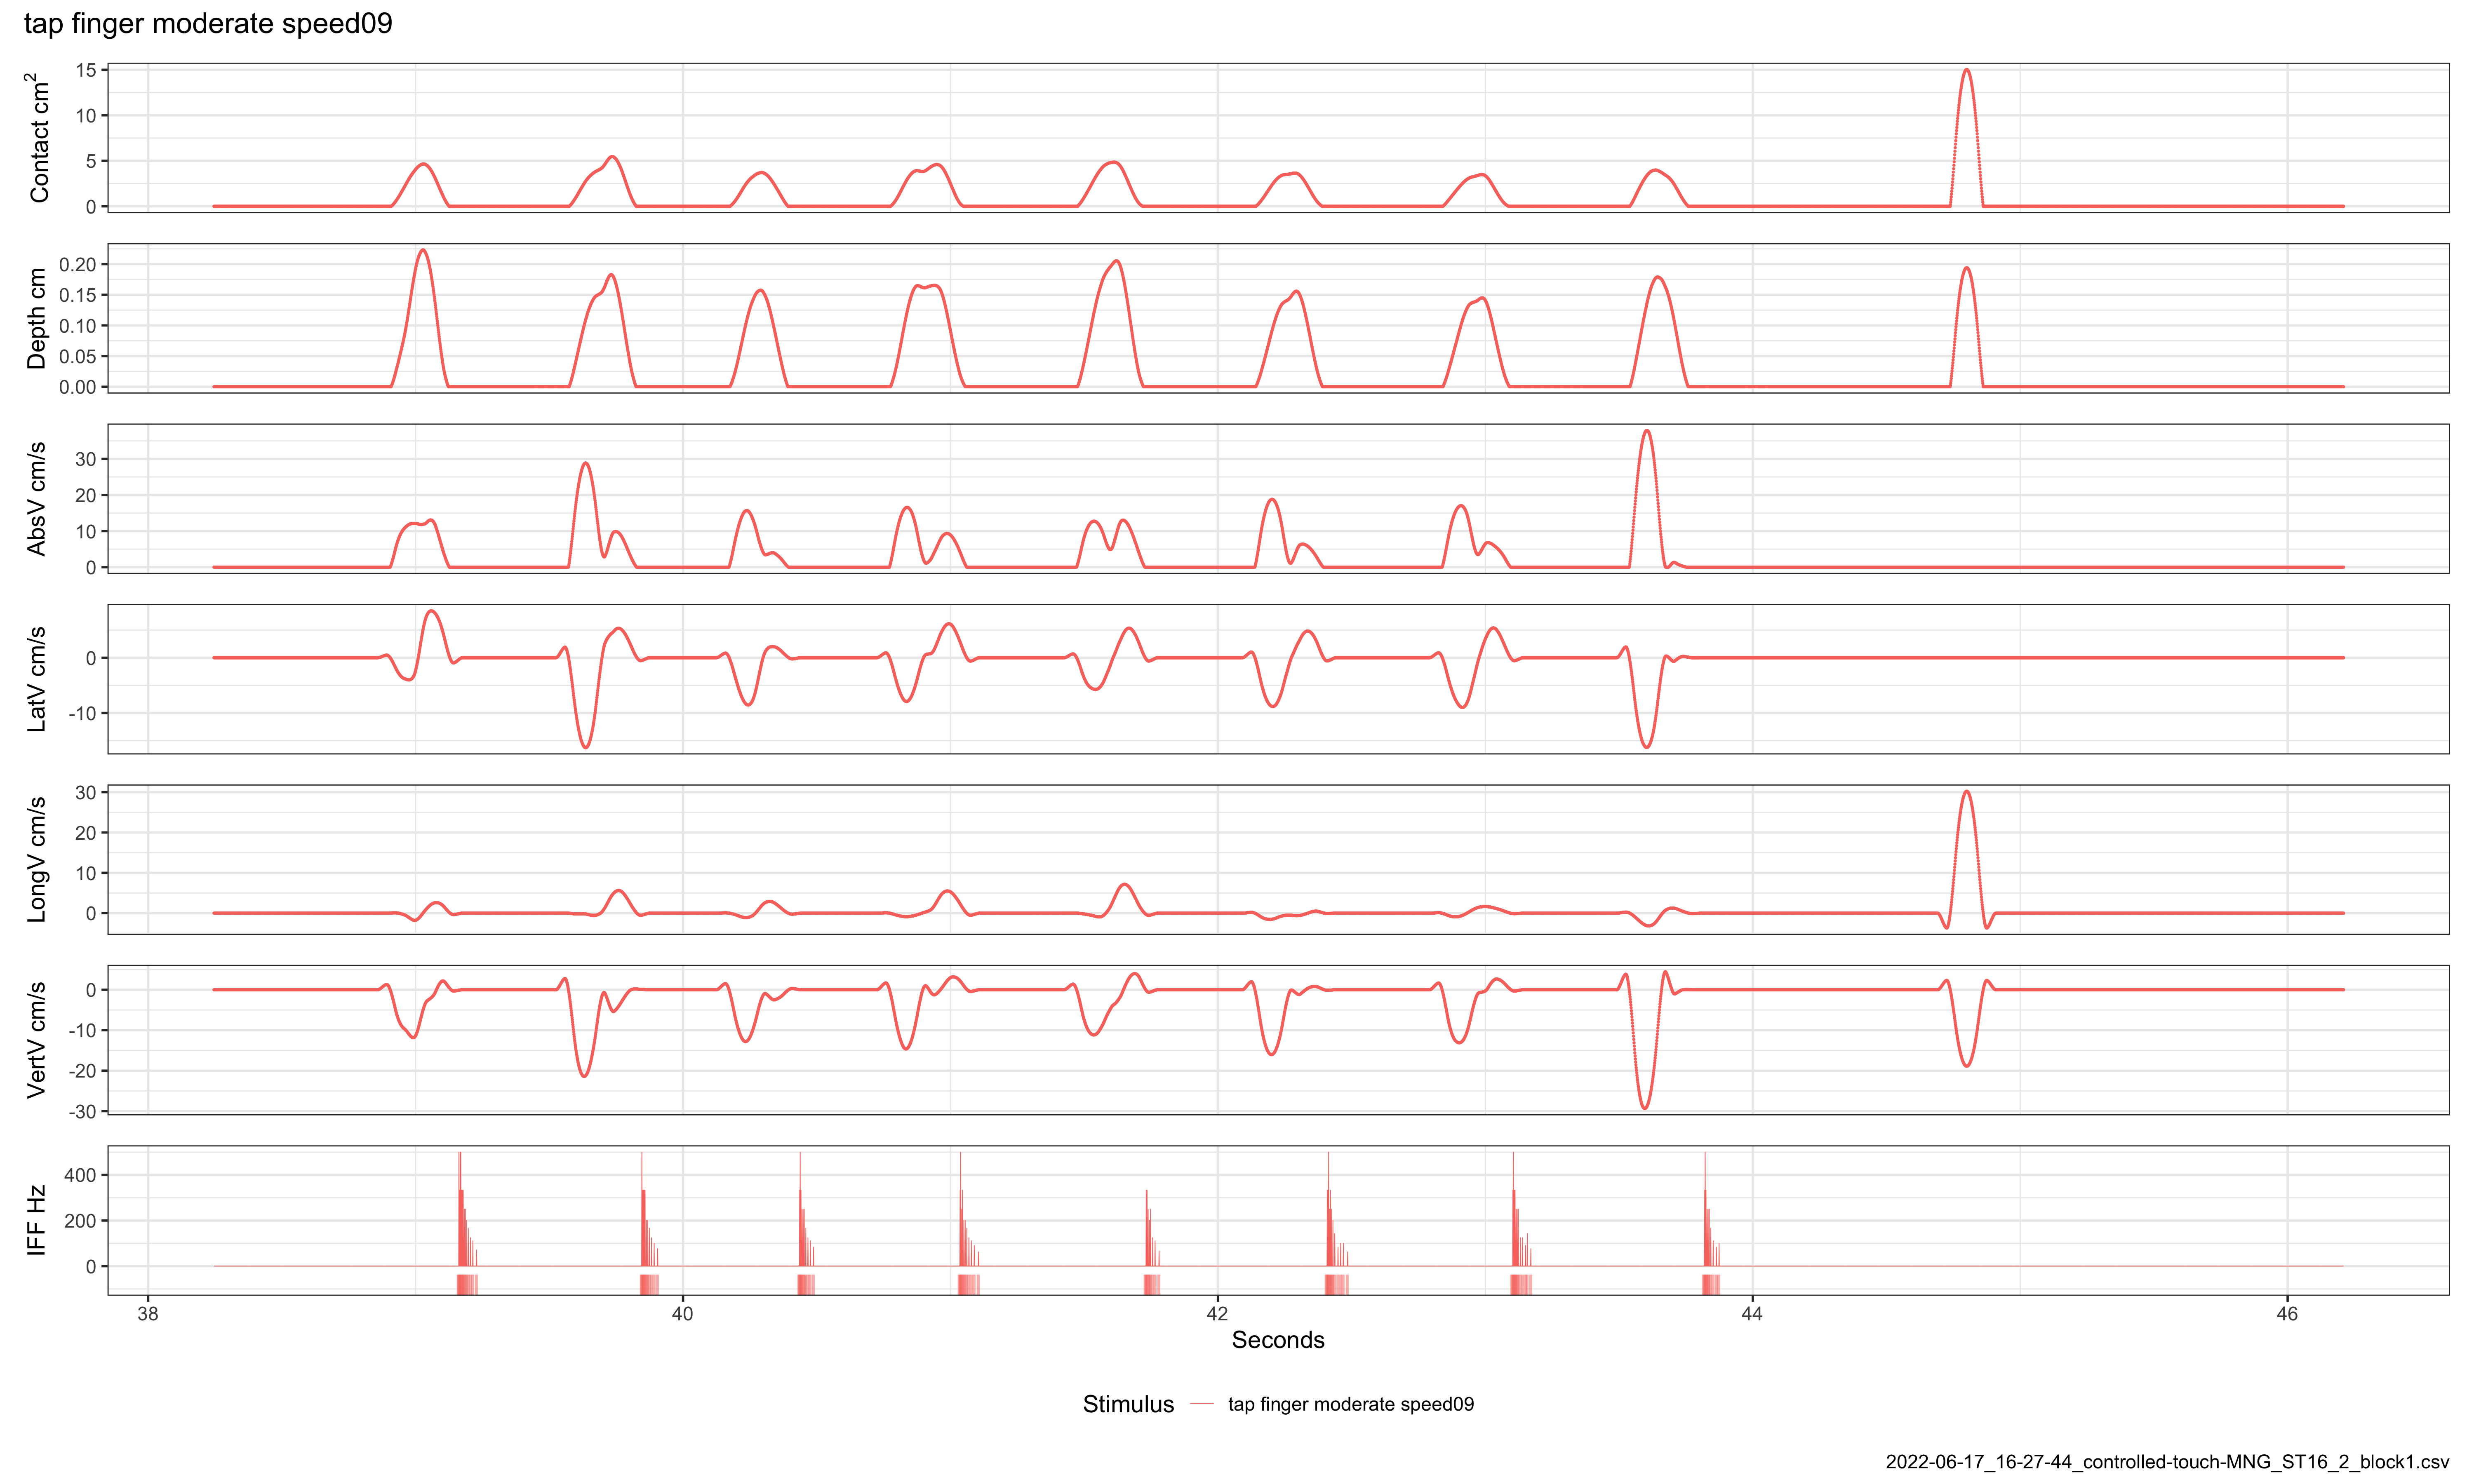 tap finger moderate speed09
Contact cm²
15
10
5
0
Depth cm
0.20
0.15
0.10
0.05
0.00
AbsV cm/s
30
20
10
0
LatV cm/s
0
-10
LongV cm/s
30
20
10
0
VertV cm/s
0
-10
-20
-30
IFF Hz
400
200
0
38 40 42 44 46
Seconds
Stimulus tap finger moderate speed09
2022-06-17_16-27-44_controlled-touch-MNG_ST16_2_block1.csv